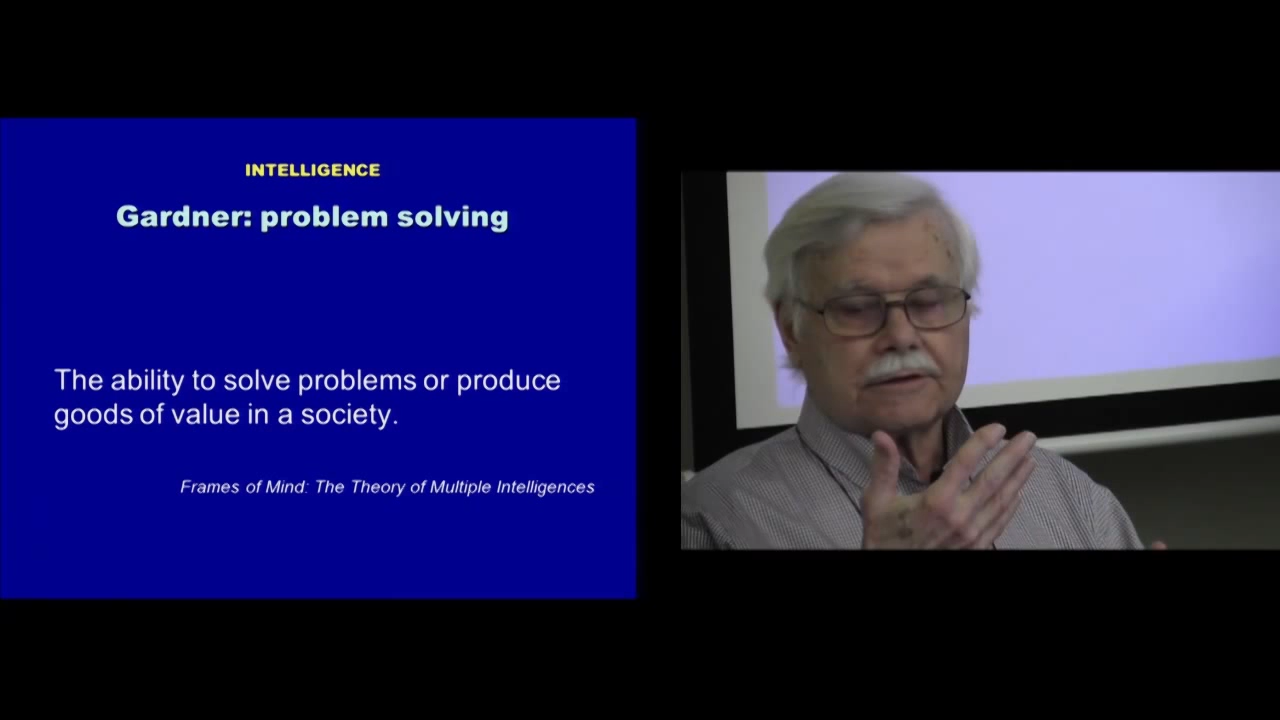 INTELLIGENCE
Gardner: problem solving
The ability to solve problems or produce
goods of value in a society.
Frames of Mind: The Theory of Multiple Intelligences